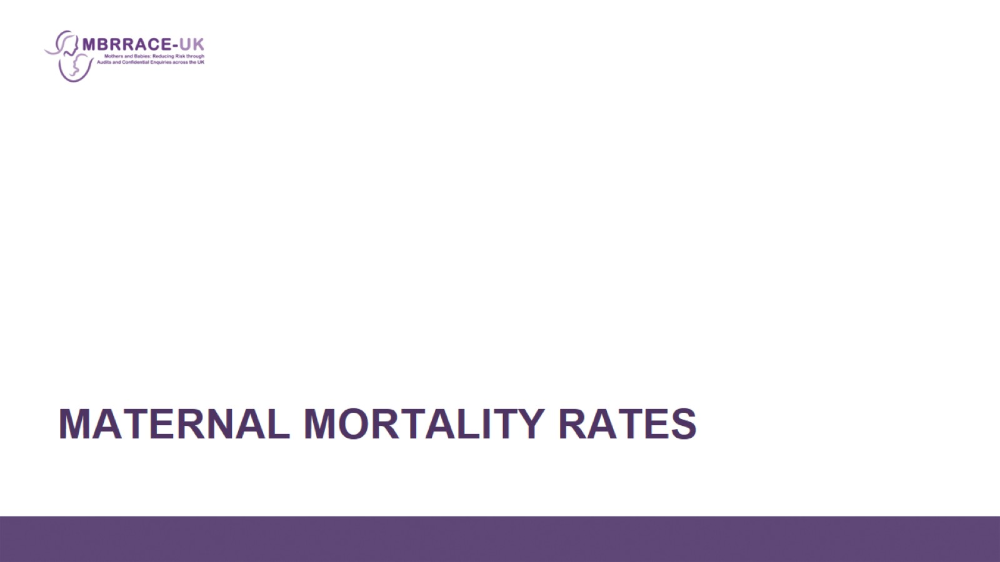 MBRRACE-UK
Mothers and Babies: Reducing Risk through
Audits and Confidential Enquiries across the UK
MATERNAL MORTALITY RATES